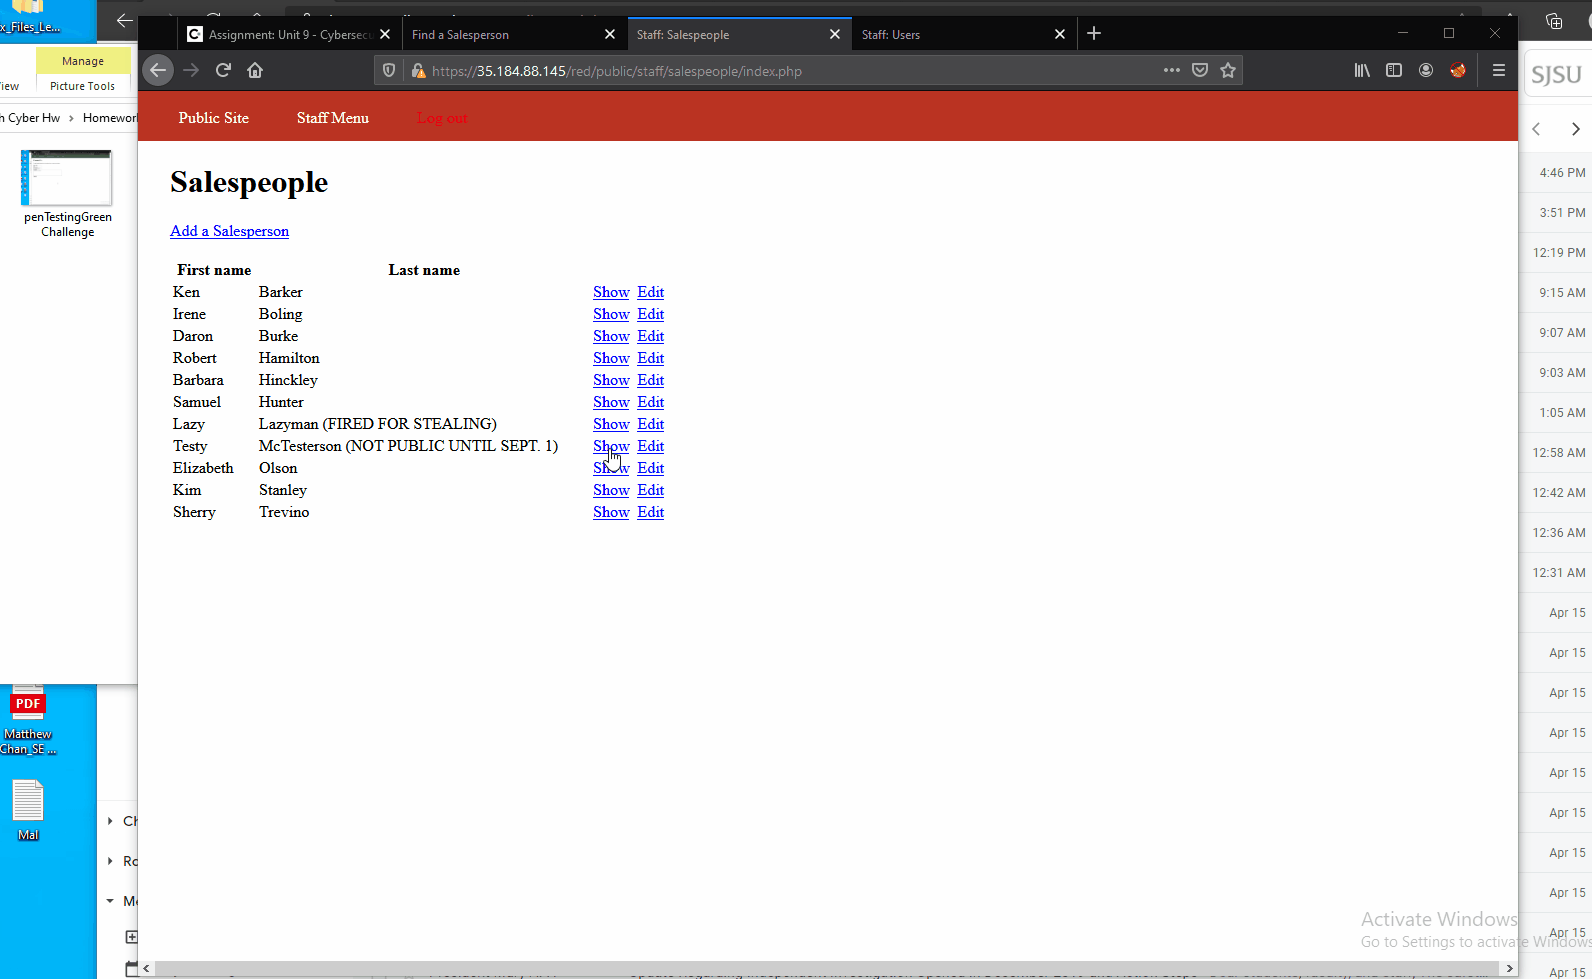 x_Files_Le...
Manage
iew
Picture Tools
h Cyber Hw > Homewor
penTestingGreen
Challenge
PDF
Matthew
Chan_SE ...
Mal
Assignment: Unit 9 - Cybersecu
Find a Salesperson
Staff: Salespeople
Staff: Users
https://35.184.88.145/red/public/staff/salespeople/index.php
Public Site
Staff Menu
Log out
Salespeople
Add a Salesperson
First name Last name
Ken Barker Show Edit
Irene Boling Show Edit
Daron Burke Show Edit
Robert Hamilton Show Edit
Barbara Hinckley Show Edit
Samuel Hunter Show Edit
Lazy Lazyman (FIRED FOR STEALING) Show Edit
Testy McTesterson (NOT PUBLIC UNTIL SEPT. 1) Show Edit
Elizabeth Olson Show Edit
Kim Stanley Show Edit
Sherry Trevino Show Edit
SJSU
4:46 PM
3:51 PM
12:19 PM
9:15 AM
9:07 AM
9:03 AM
1:05 AM
12:58 AM
12:42 AM
12:36 AM
12:31 AM
Apr 15
Apr 15
Apr 15
Apr 15
Apr 15
Apr 15
Apr 15
Apr 15
Apr 15
Apr 15
Activate Windows
Go to Settings to activate Windows